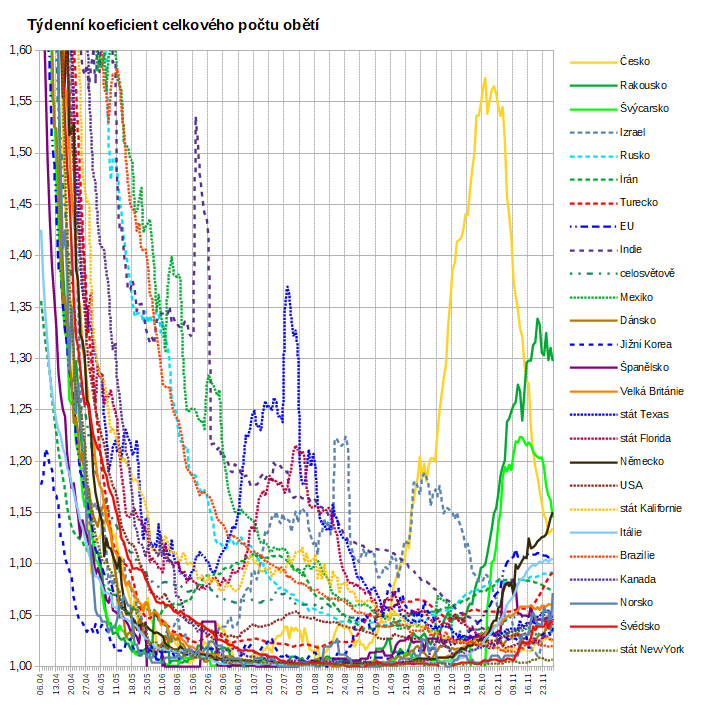 Týdenní koeficient celkového počtu obětí
1,60
1,55
1,50
1,45
1,40
1,35
1,30
1,25
1,20
1,15
1,10
1,05
1,00
Česko
Rakousko
Švýcarsko
Izrael
Rusko
Írán
Turecko
EU
Indie
celosvětově
Mexiko
Dánsko
Jižní Korea
Španělsko
Velká Británie
stát Texas
stát Florida
Německo
USA
stát Kalifornie
Itálie
Brazílie
Kanada
Norsko
Švédsko
stát NewYork
06.04
13.04
20.04
27.04
04.05
11.05
18.05
25.05
01.06
08.06
15.06
22.06
29.06
06.07
13.07
20.07
27.07
03.08
10.08
17.08
24.08
31.08
07.09
14.09
21.09
28.09
05.10
12.10
19.10
26.10
02.11
09.11
16.11
23.11